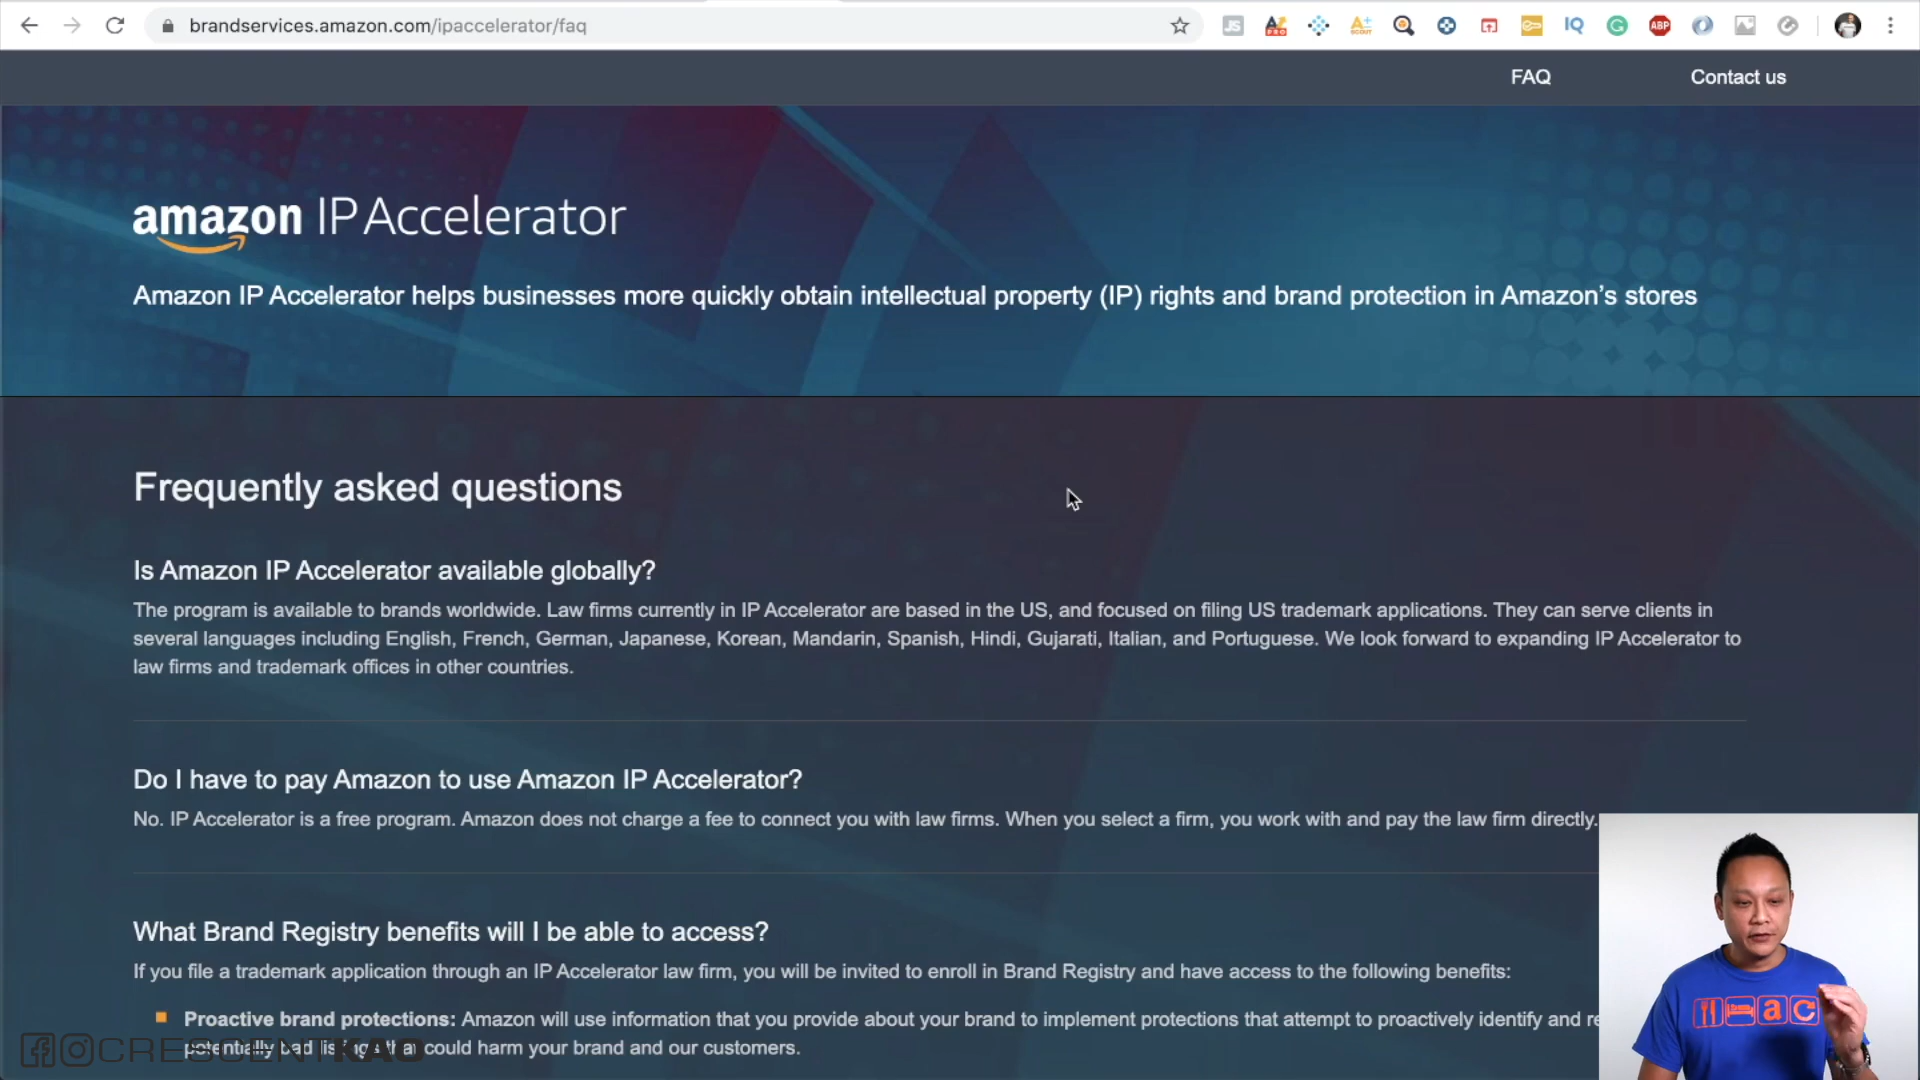 brandservices.amazon.com/ipaccelerator/faq
FAQ
Contact us
amazon IP Accelerator
Amazon IP Accelerator helps businesses more quickly obtain intellectual property (IP) rights and brand protection in Amazon’s stores
Frequently asked questions
Is Amazon IP Accelerator available globally?
The program is available to brands worldwide. Law firms currently in IP Accelerator are based in the US, and focused on filing US trademark applications. They can serve clients in
several languages including English, French, German, Japanese, Korean, Mandarin, Spanish, Hindi, Gujarati, Italian, and Portuguese. We look forward to expanding IP Accelerator to
law firms and trademark offices in other countries.
Do I have to pay Amazon to use Amazon IP Accelerator?
No. IP Accelerator is a free program. Amazon does not charge a fee to connect you with law firms. When you select a firm, you work with and pay the law firm directly.
What Brand Registry benefits will I be able to access?
If you file a trademark application through an IP Accelerator law firm, you will be invited to enroll in Brand Registry and have access to the following benefits:
Proactive brand protections: Amazon will use information that you provide about your brand to implement protections that attempt to proactively identify and re
potentially bad listings that could harm your brand and our customers.
CRESCENTKAO
JS
PRO
A+
SCOUT
IQ
ABP
a